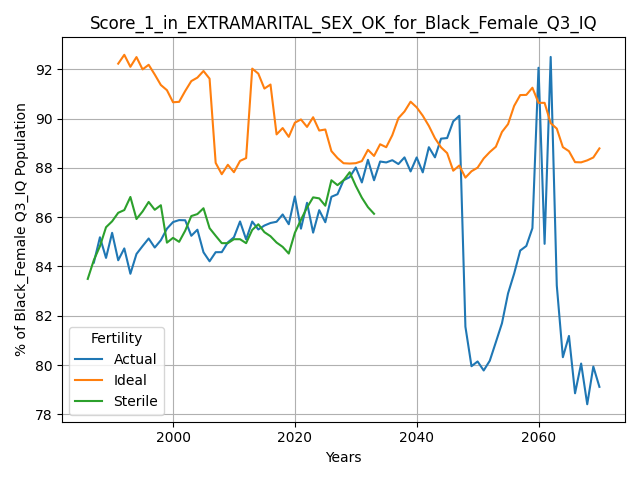 Score_1_in_EXTRAMARITAL_SEX_OK_for_Black_Female_Q3_IQ
% of Black_Female Q3_IQ Population
92
90
88
86
84
82
80
78
Fertility
Actual
Ideal
Sterile
2000
2020
2040
2060
Years